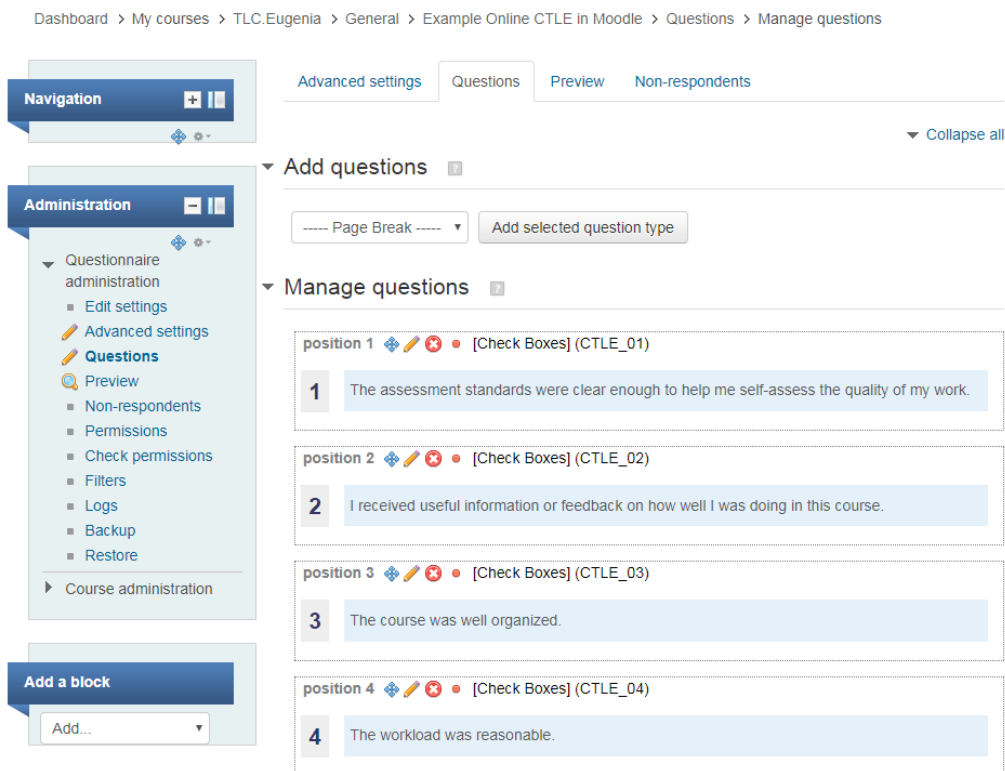 Dashboard > My courses > TLC.Eugenia > General > Example Online CTLE in Moodle > Questions > Manage questions
Navigation
Administration
Questionnaire
administration
Edit settings
Advanced settings
Questions
Preview
Non-respondents
Permissions
Check permissions
Filters
Logs
Backup
Restore
Course administration
Add a block
Add...
Advanced settings Questions Preview Non-respondents
Collapse all
Add questions ?
----- Page Break ----- Add selected question type
Manage questions ?
position 1 [Check Boxes] (CTLE_01)
1 The assessment standards were clear enough to help me self-assess the quality of my work.
position 2 [Check Boxes] (CTLE_02)
2 I received useful information or feedback on how well I was doing in this course.
position 3 [Check Boxes] (CTLE_03)
3 The course was well organized.
position 4 [Check Boxes] (CTLE_04)
4 The workload was reasonable.